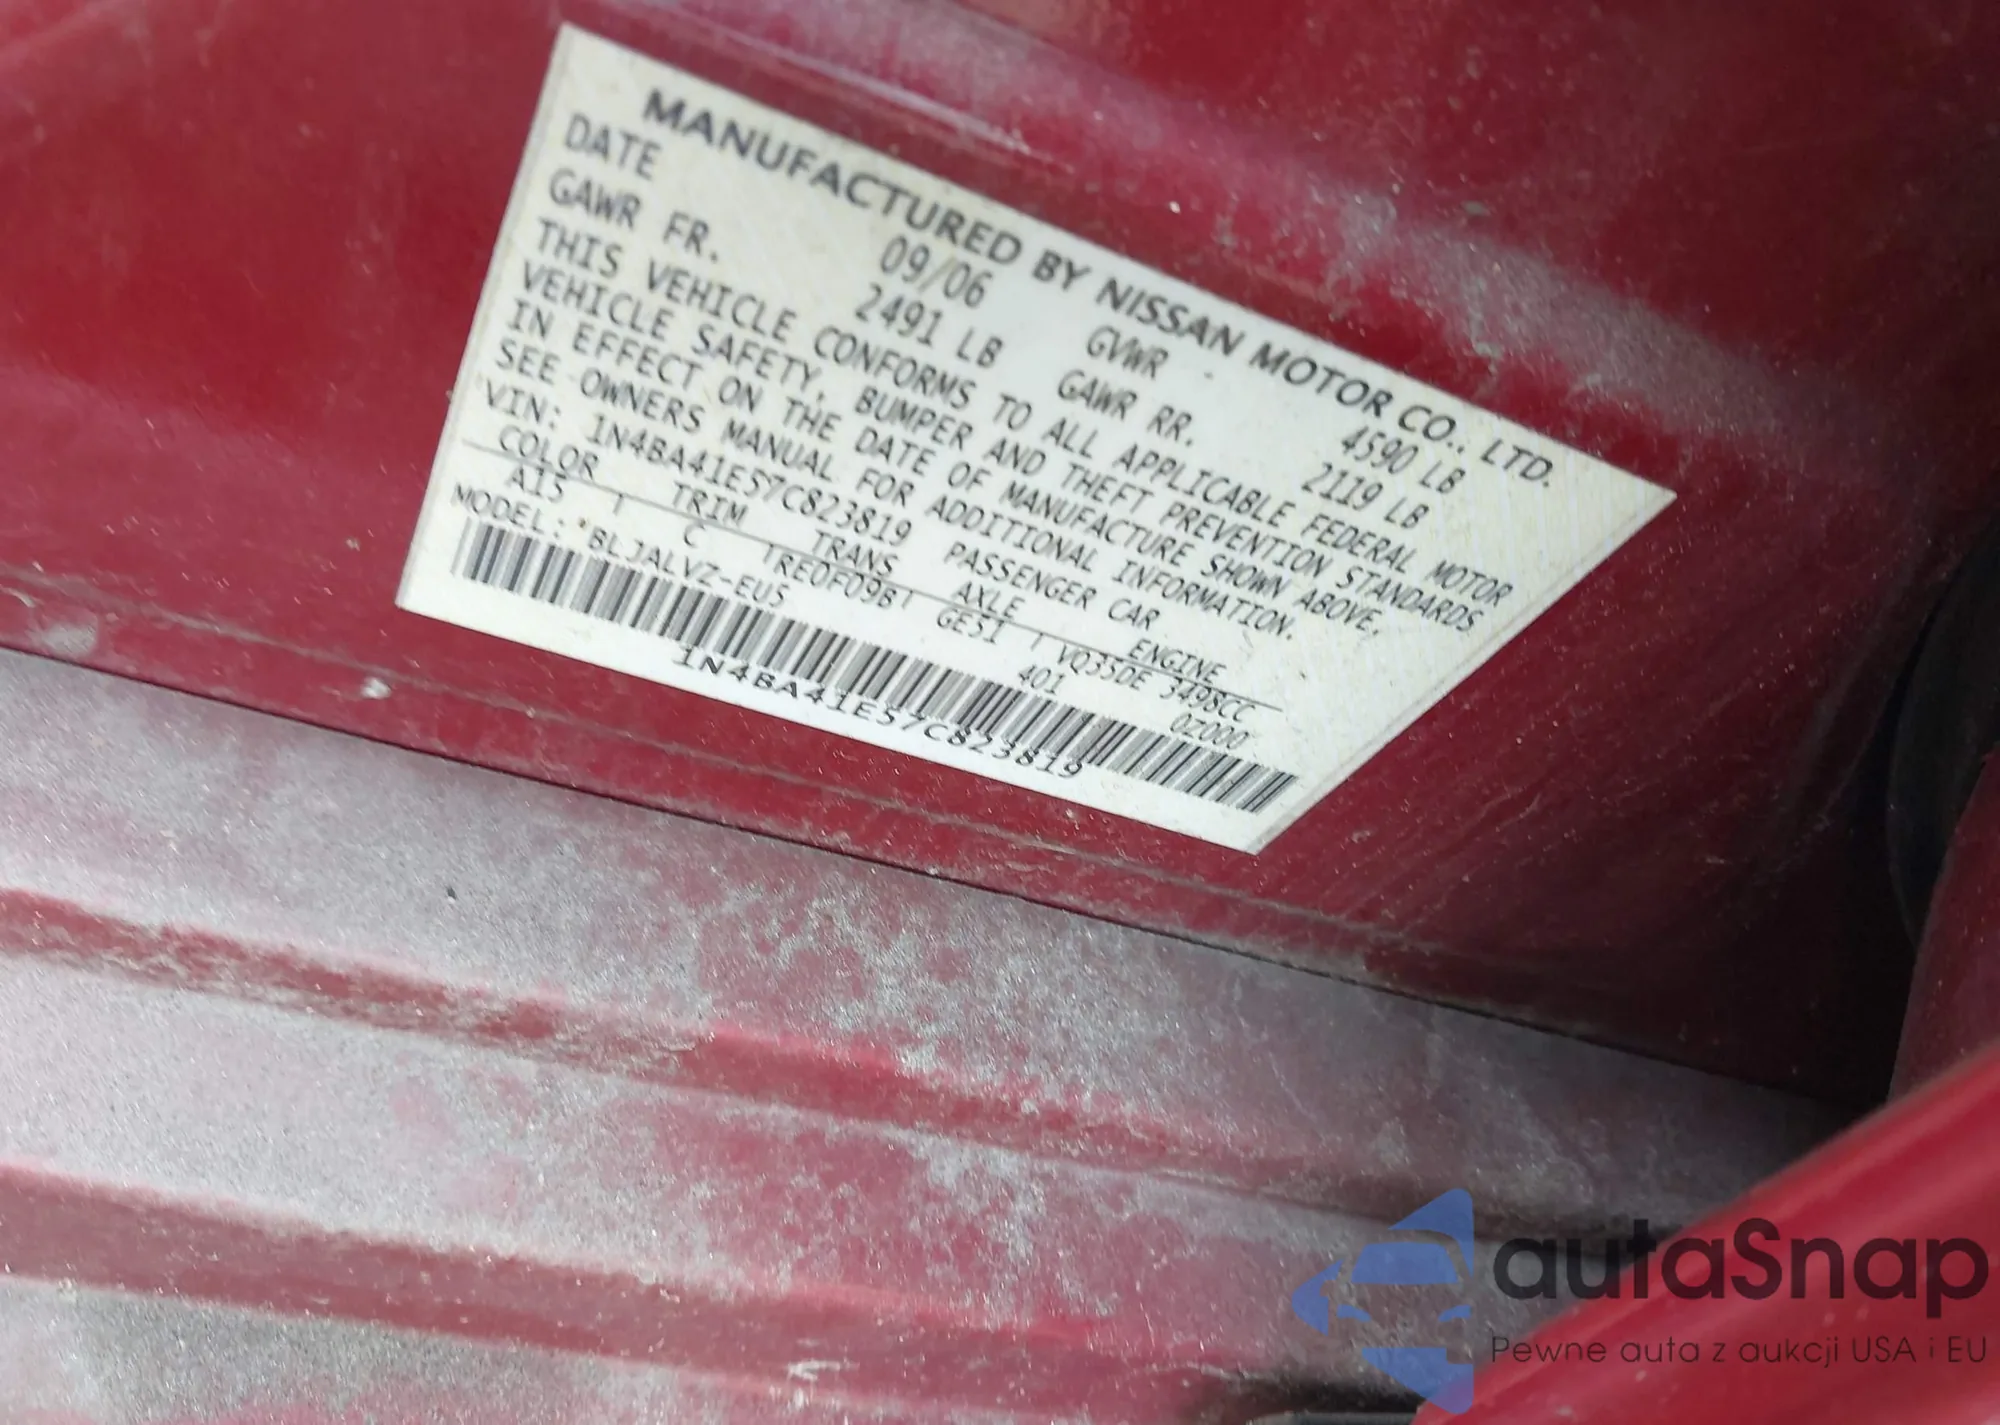 MANUFACTURED BY NISSAN MOTOR CO., LTD.
DATE 09/06 GVWR 4590 LB
GAWR FR. 2491 LB GAWR RR. 2119 LB
THIS VEHICLE CONFORMS TO ALL APPLICABLE FEDERAL MOTOR
VEHICLE SAFETY, BUMPER AND THEFT PREVENTION STANDARDS
IN EFFECT ON THE DATE OF MANUFACTURE SHOWN ABOVE,
SEE OWNERS MANUAL FOR ADDITIONAL INFORMATION.
VIN: 1N4BA41E57C823819 PASSENGER CAR
COLOR TRIM TRANS AXLE ENGINE
A15 C RE0F09B GE51 VQ35DE 3498CC
MODEL: BLJALVZ-EU5 401 0Z000
1N4BA41E57C823819
autaSnap
Pewne auta z aukcji USA i EU